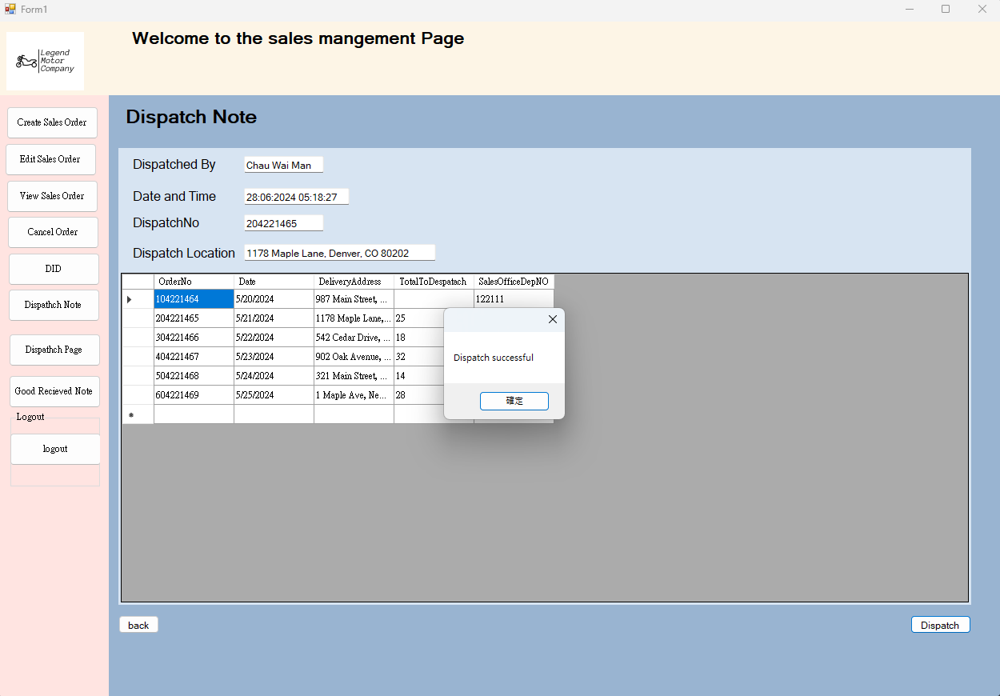 Form1
Legend
Motor
Company
Welcome to the sales mangement Page
Create Sales Order
Edit Sales Order
View Sales Order
Cancel Order
DID
Dispathch Note
Dispathch Page
Good Recieved Note
Logout
logout
Dispatch Note
Dispatched By Chau Wai Man
Date and Time 28:06:2024 05:18:27
DispatchNo 204221465
Dispatch Location 1178 Maple Lane, Denver, CO 80202
OrderNo Date DeliveryAddress TotalToDespatach SalesOfficeDepNO
104221464 5/20/2024 987 Main Street, ... 122111
204221465 5/21/2024 1178 Maple Lane,... 25
304221466 5/22/2024 542 Cedar Drive, ... 18
404221467 5/23/2024 902 Oak Avenue, ... 32
504221468 5/24/2024 321 Main Street, ... 14
604221469 5/25/2024 1 Maple Ave, Ne... 28
Dispatch successful
確定
back
Dispatch